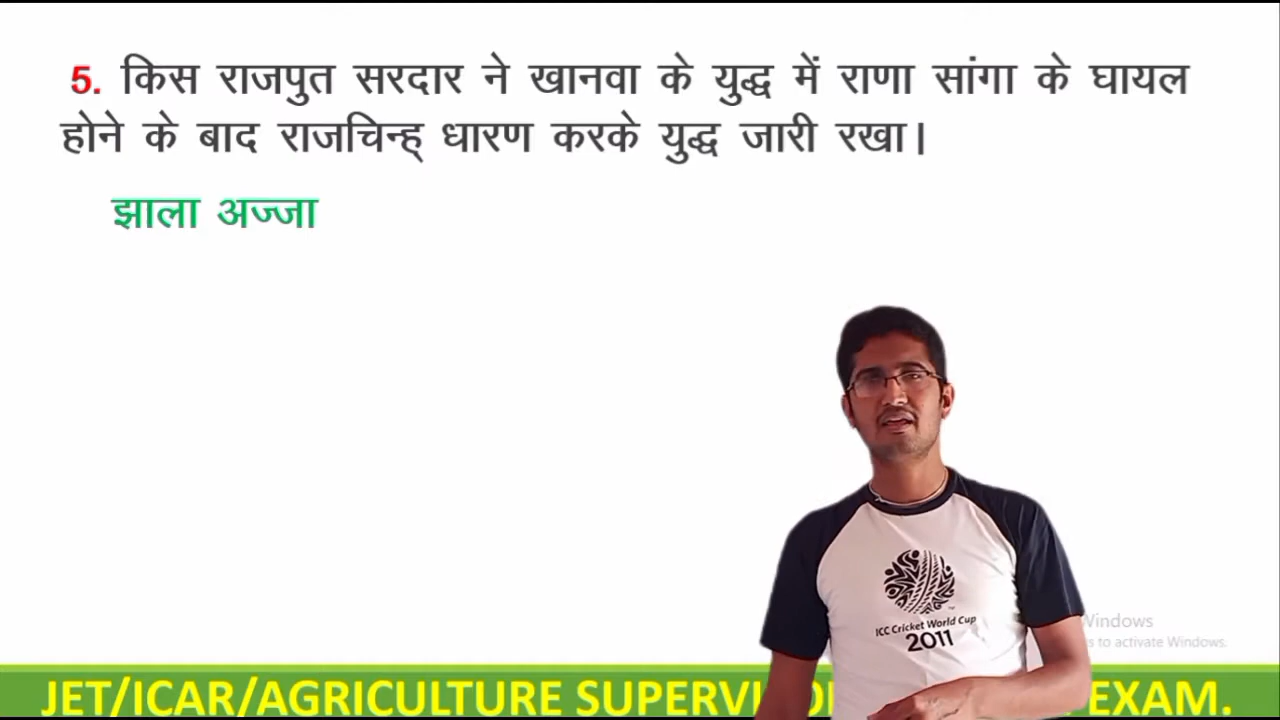 5. किस राजपुत सरदार ने खानवा के युद्ध में राणा सांगा के घायल
होने के बाद राजचिन्ह् धारण करके युद्ध जारी रखा।
झाला अज्जा
ICC Cricket World Cup
2011
Windows
to activate Windows.
JET/ICAR/AGRICULTURE EXAM.